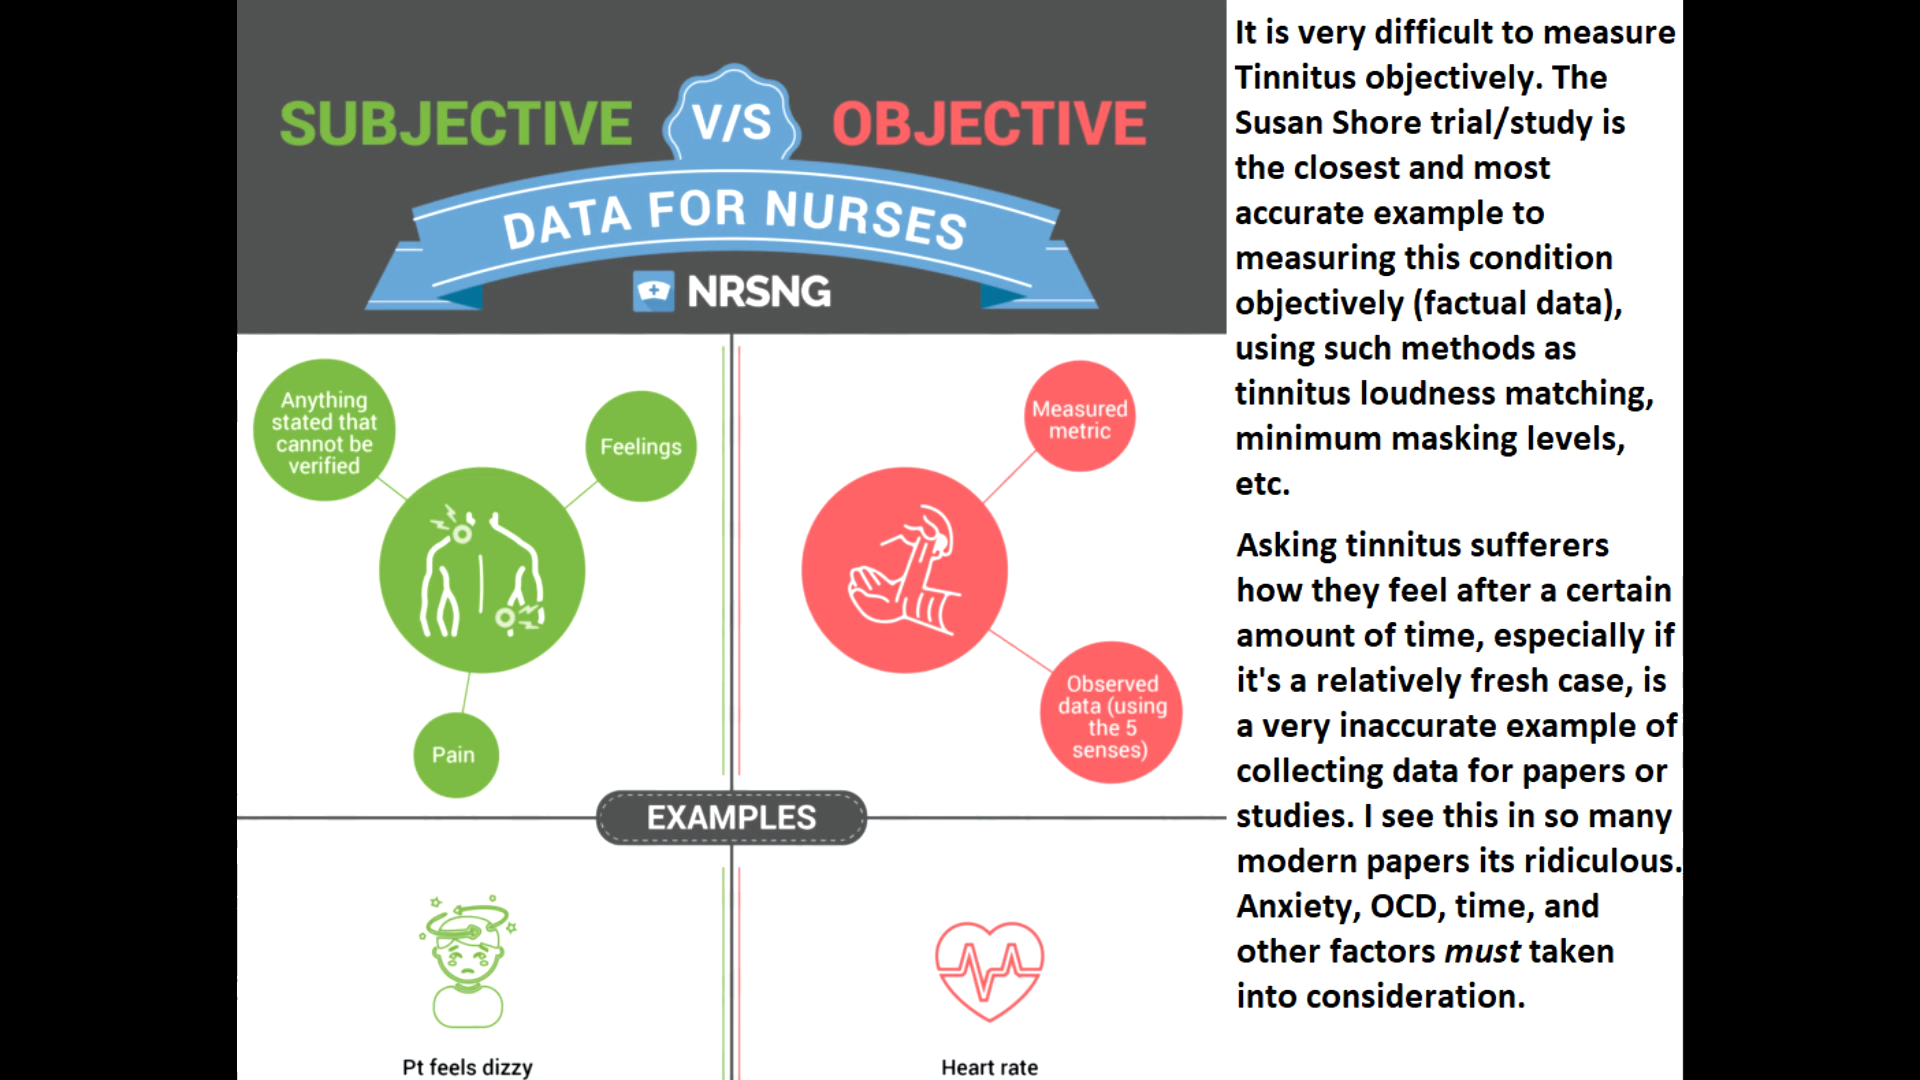 SUBJECTIVE V/S OBJECTIVE
DATA FOR NURSES
NRSNG
Anything
stated that
cannot be
verified
Feelings
Pain
Measured
metric
Observed
data (using
the 5
senses)
EXAMPLES
Pt feels dizzy
Heart rate
It is very difficult to measure
Tinnitus objectively. The
Susan Shore trial/study is
the closest and most
accurate example to
measuring this condition
objectively (factual data),
using such methods as
tinnitus loudness matching,
minimum masking levels,
etc.
Asking tinnitus sufferers
how they feel after a certain
amount of time, especially if
it's a relatively fresh case, is
a very inaccurate example of
collecting data for papers or
studies. I see this in so many
modern papers its ridiculous.
Anxiety, OCD, time, and
other factors must taken
into consideration.